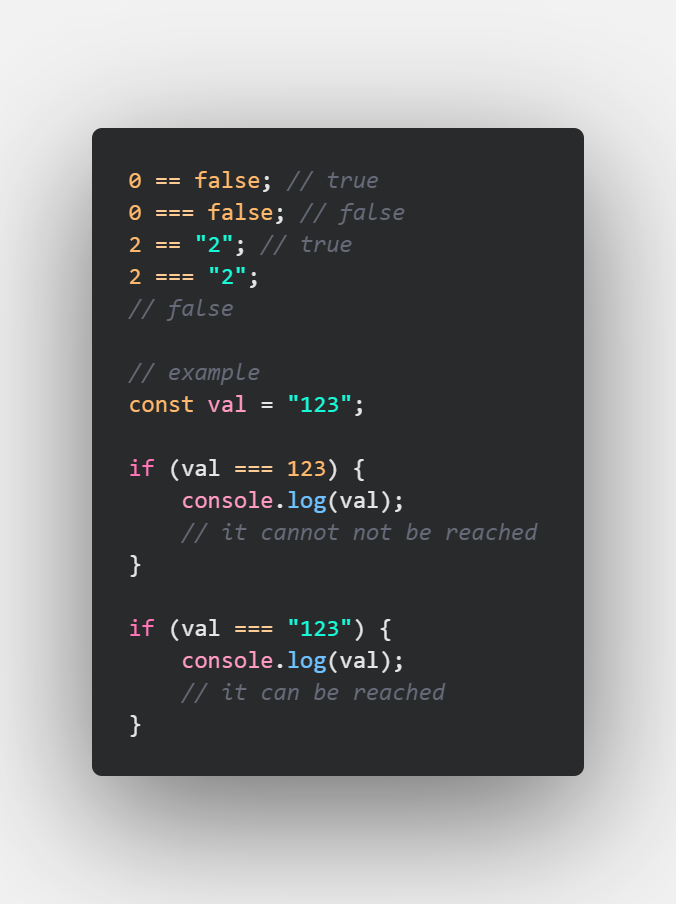 0 == false; // true
0 === false; // false
2 == "2"; // true
2 === "2";
// false

// example
const val = "123";

if (val === 123) {
    console.log(val);
    // it cannot not be reached
}

if (val === "123") {
    console.log(val);
    // it can be reached
}